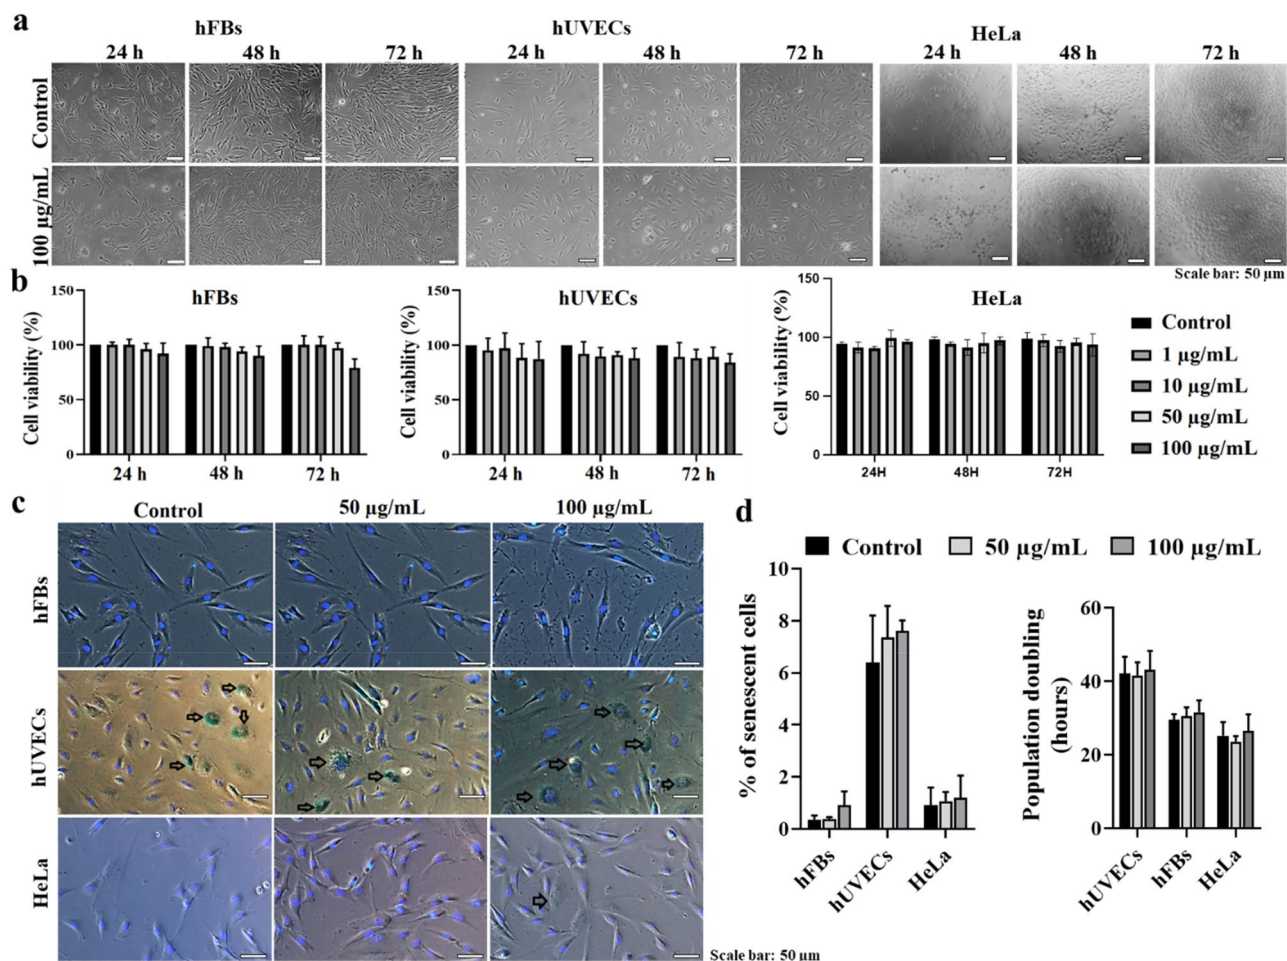 a
hFBs hUVECs HeLa
24 h 48 h 72 h 24 h 48 h 72 h 24 h 48 h 72 h
Control
100 µg/mL
Scale bar: 50 µm
b
hFBs
Cell viability (%)
150
100
50
0
24 h 48 h 72 h
hUVECs
Cell viability (%)
150
100
50
0
24 h 48 h 72 h
HeLa
Cell viability (%)
150
100
50
0
24H 48H 72H
Control
1 µg/mL
10 µg/mL
50 µg/mL
100 µg/mL
c
Control 50 µg/mL 100 µg/mL
hFBs
hUVECs
HeLa
Scale bar: 50 µm
d
Control 50 µg/mL 100 µg/mL
% of senescent cells
10
8
6
4
2
0
hFBs hUVECs HeLa
Population doubling
(hours)
60
40
20
0
hUVECs hFBs HeLa